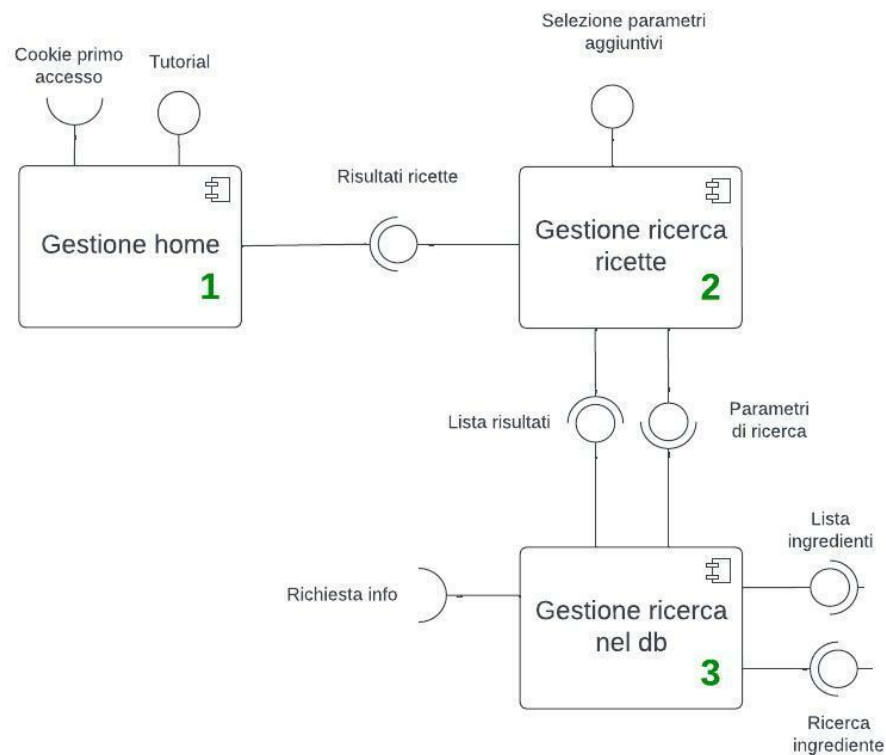 Selezione parametri
aggiuntivi
Cookie primo
accesso
Tutorial
Risultati ricette
Gestione home
1
Gestione ricerca
ricette
2
Lista risultati
Parametri
di ricerca
Lista
ingredienti
Richiesta info
Gestione ricerca
nel db
3
Ricerca
ingrediente